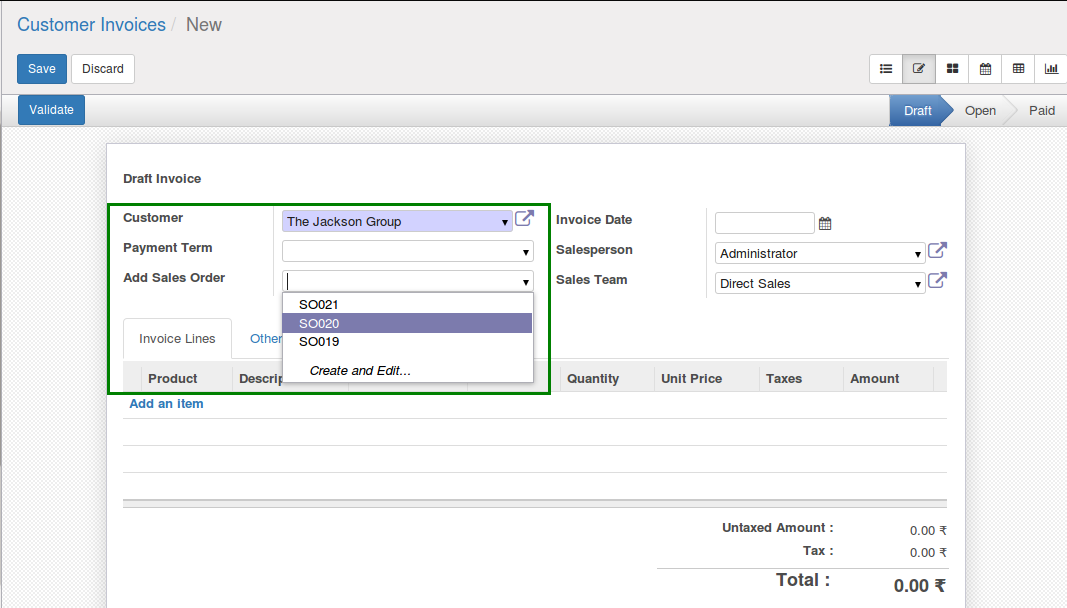 Customer Invoices / New
Save Discard
Validate Draft Open Paid
Draft Invoice
Customer The Jackson Group Invoice Date
Payment Term Salesperson Administrator
Add Sales Order Sales Team Direct Sales
SO021
SO020
SO019
Create and Edit...
Invoice Lines Other
Product Descrip Quantity Unit Price Taxes Amount
Add an item
Untaxed Amount : 0.00 ₹
Tax : 0.00 ₹
Total : 0.00 ₹